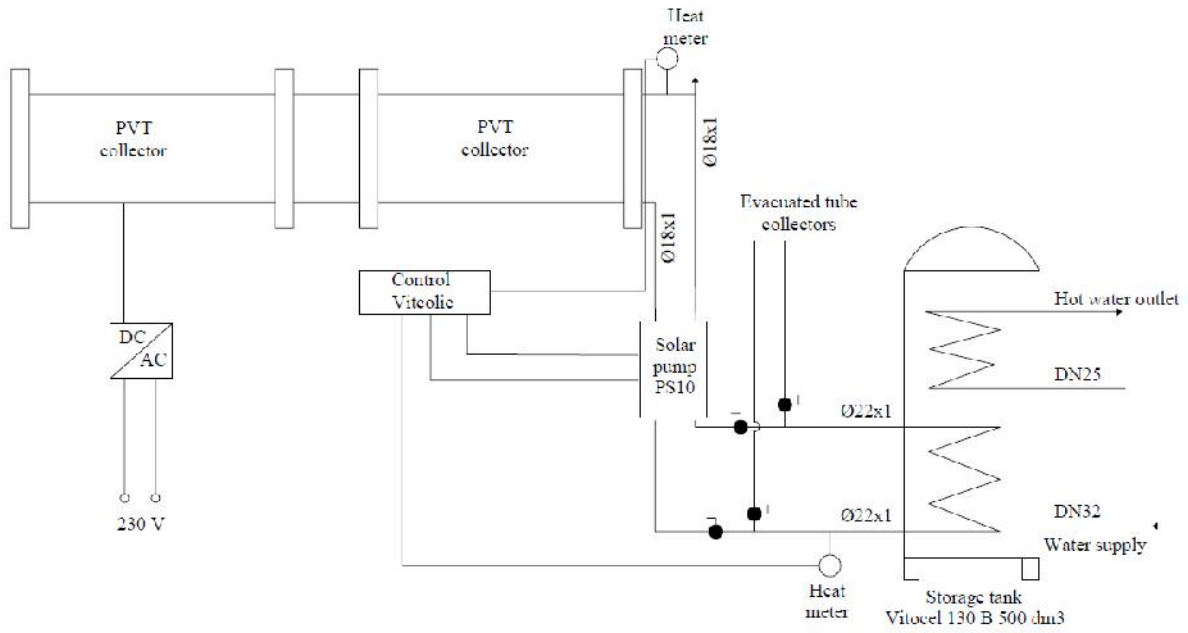 Heat
meter
PVT
collector
PVT
collector
Ø18x1
Ø18x1
Evacuated tube
collectors
Control
Vitcolic
Hot water outlet
DC
AC
Solar
pump
PS10
DN25
Ø22x1
Ø22x1
DN32
230 V
Water supply
Heat
meter
Storage tank
Vitocel 130 B 500 dm3